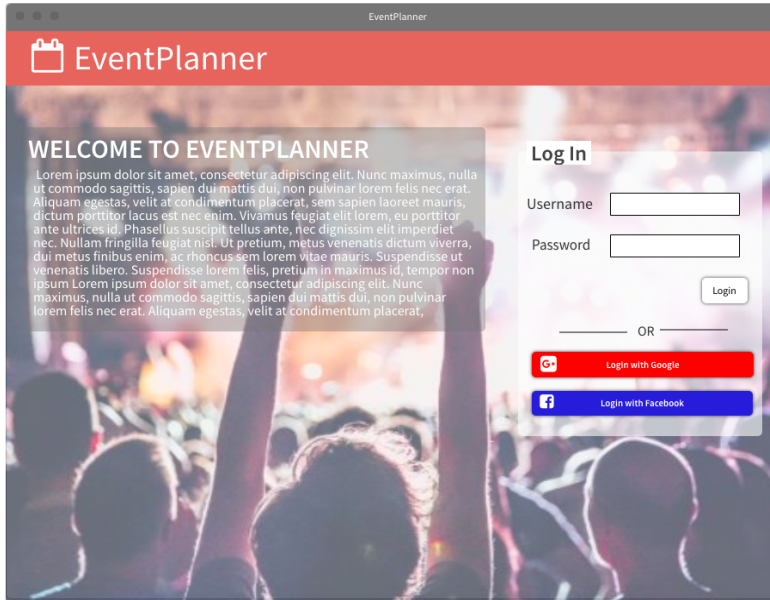 EventPlanner
EventPlanner
WELCOME TO EVENTPLANNER
Lorem ipsum dolor sit amet, consectetur adipiscing elit. Nunc maximus, nulla
ut commodo sagittis, sapien dui mattis dui, non pulvinar lorem felis nec erat.
Aliquam egestas, velit at condimentum placerat, sem sapien laoreet mauris,
dictum porttitor lacus est nec enim. Vivamus feugiat elit lorem, eu porttitor
ante ultrices id. Phasellus suscipit tellus ante, nec dignissim elit imperdiet
nec. Nullam fringilla feugiat nisl. Ut pretium, metus venenatis dictum viverra,
dui metus finibus enim, ac rhoncus sem lorem vitae mauris. Suspendisse ut
venenatis libero. Suspendisse lorem felis, pretium in maximus id, tempor non
ipsum Lorem ipsum dolor sit amet, consectetur adipiscing elit. Nunc
maximus, nulla ut commodo sagittis, sapien dui mattis dui, non pulvinar
lorem felis nec erat. Aliquam egestas, velit at condimentum placerat,
Log In
Username
Password
Login
OR
G+ Login with Google
f Login with Facebook